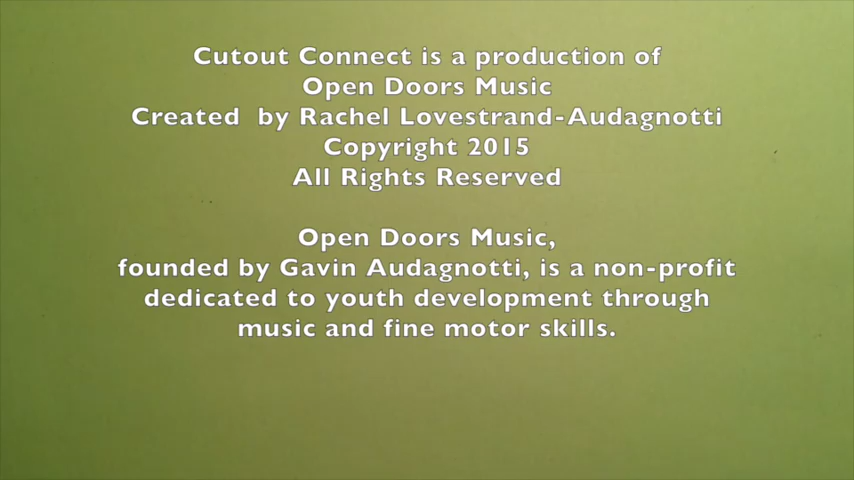 Cutout Connect is a production of
Open Doors Music
Created  by Rachel Lovestrand-Audagnotti
Copyright 2015
All Rights Reserved
Open Doors Music,
founded by Gavin Audagnotti, is a non-profit
dedicated to youth development through
music and fine motor skills.